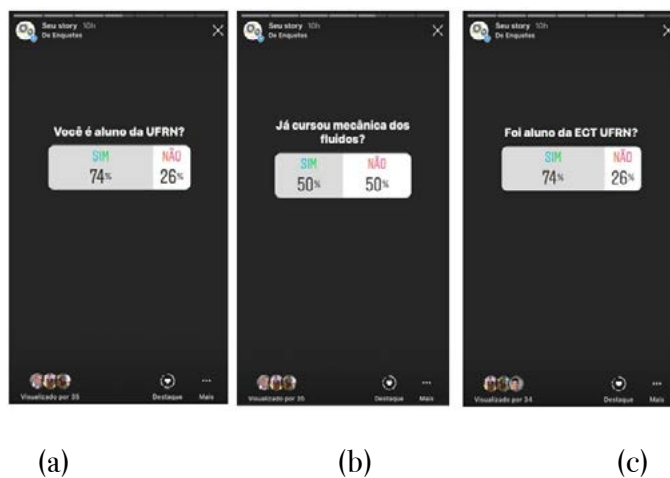 Seu story 10h
De Enquetes
Você é aluno da UFRN?
SIM
74%
NÃO
26%
Visualizado por 35
Destaque
Mais
(a)
Seu story 10h
De Enquetes
Já cursou mecânica dos
fluidos?
SIM
50%
NÃO
50%
Visualizado por 35
Destaque
Mais
(b)
Seu story 10h
De Enquetes
Foi aluno da ECT UFRN?
SIM
74%
NÃO
26%
Visualizado por 34
Destaque
Mais
(c)